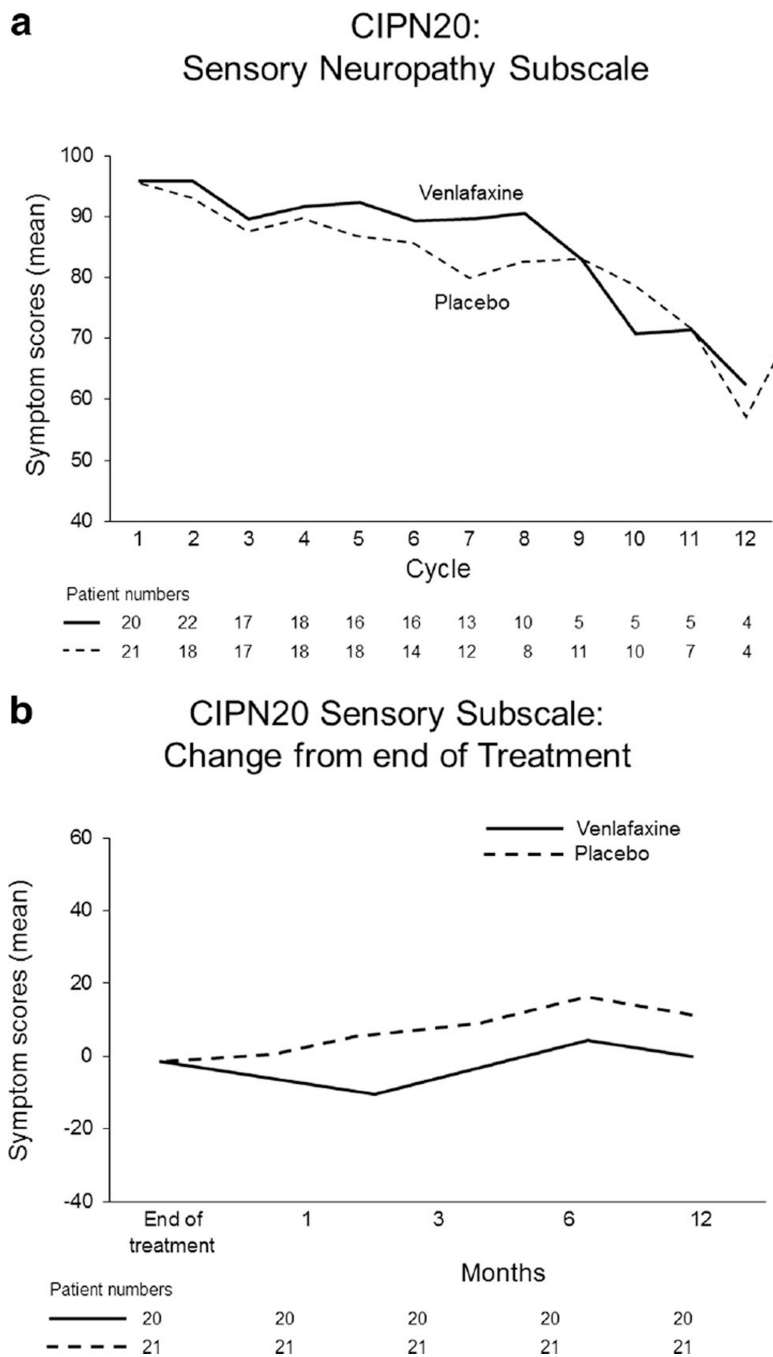 a
CIPN20:
Sensory Neuropathy Subscale
Symptom scores (mean)
100
90
80
70
60
50
40
Venlafaxine
Placebo
1 2 3 4 5 6 7 8 9 10 11 12
Cycle
Patient numbers
20 22 17 18 16 16 13 10 5 5 5 4
21 18 17 18 18 14 12 8 11 10 7 4
b
CIPN20 Sensory Subscale:
Change from end of Treatment
Symptom scores (mean)
60
40
20
0
-20
-40
Venlafaxine
Placebo
End of treatment 1 3 6 12
Months
Patient numbers
20 20 20 20 20
21 21 21 21 21